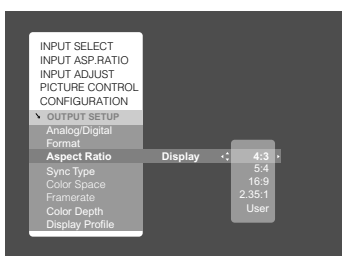 INPUT SELECT
INPUT ASP.RATIO
INPUT ADJUST
PICTURE CONTROL
CONFIGURATION
OUTPUT SETUP
Analog/Digital
Format
Aspect Ratio Display 4:3
Sync Type 5:4
Color Space 16:9
Framerate 2.35:1
Color Depth User
Display Profile